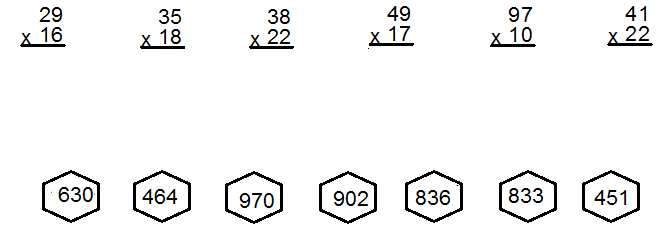 29 35 38 49 97 41
x 16 x 18 x 22 x 17 x 10 x 22
630 464 970 902 836 833 451